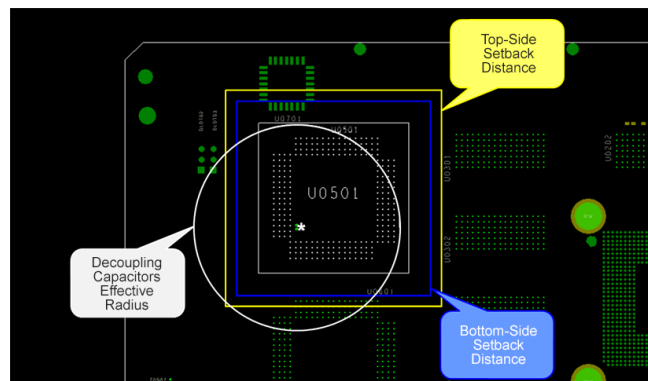 Top-Side
Setback
Distance
U0701
U0501
U0501
U0301
U0202
U0302
Decoupling
Capacitors
Effective
Radius
Bottom-Side
Setback
Distance